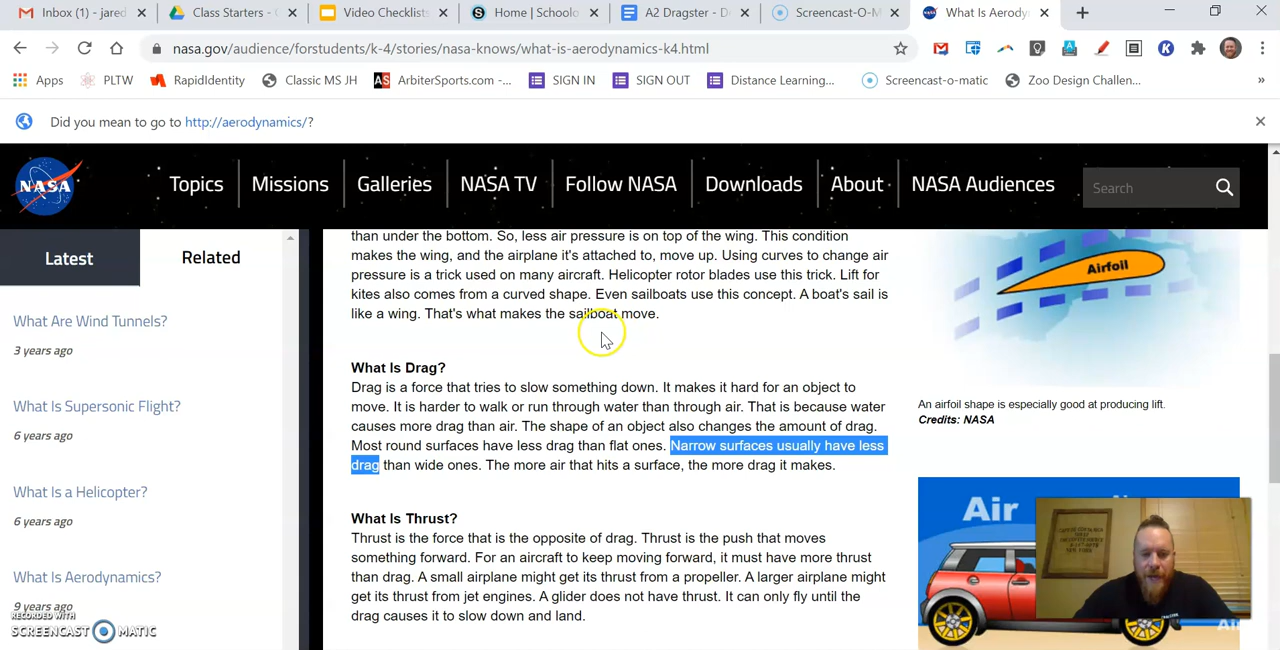 Inbox (1) - jared
Class Starters - G
Video Checklists
Home | Schoolo
A2 Dragster - D
Screencast-O-M
What Is Aerody
nasa.gov/audience/forstudents/k-4/stories/nasa-knows/what-is-aerodynamics-k4.html
Apps
PLTW
RapidIdentity
Classic MS JH
AS
ArbiterSports.com -...
SIGN IN
SIGN OUT
Distance Learning...
Screencast-o-matic
Zoo Design Challen...
»
Did you mean to go to http://aerodynamics/?
NASA
Topics
Missions
Galleries
NASA TV
Follow NASA
Downloads
About
NASA Audiences
Search
Latest
Related
What Are Wind Tunnels?
3 years ago
What Is Supersonic Flight?
6 years ago
What Is a Helicopter?
6 years ago
What Is Aerodynamics?
9 years ago
RECORDED WITH
SCREENCAST MATIC
than under the bottom. So, less air pressure is on top of the wing. This condition
makes the wing, and the airplane it's attached to, move up. Using curves to change air
pressure is a trick used on many aircraft. Helicopter rotor blades use this trick. Lift for
kites also comes from a curved shape. Even sailboats use this concept. A boat's sail is
like a wing. That's what makes the sailboat move.
What Is Drag?
Drag is a force that tries to slow something down. It makes it hard for an object to
move. It is harder to walk or run through water than through air. That is because water
causes more drag than air. The shape of an object also changes the amount of drag.
Most round surfaces have less drag than flat ones. Narrow surfaces usually have less
drag than wide ones. The more air that hits a surface, the more drag it makes.
What Is Thrust?
Thrust is the force that is the opposite of drag. Thrust is the push that moves
something forward. For an aircraft to keep moving forward, it must have more thrust
than drag. A small airplane might get its thrust from a propeller. A larger airplane might
get its thrust from jet engines. A glider does not have thrust. It can only fly until the
drag causes it to slow down and land.
Airfoil
An airfoil shape is especially good at producing lift.
Credits: NASA
Air